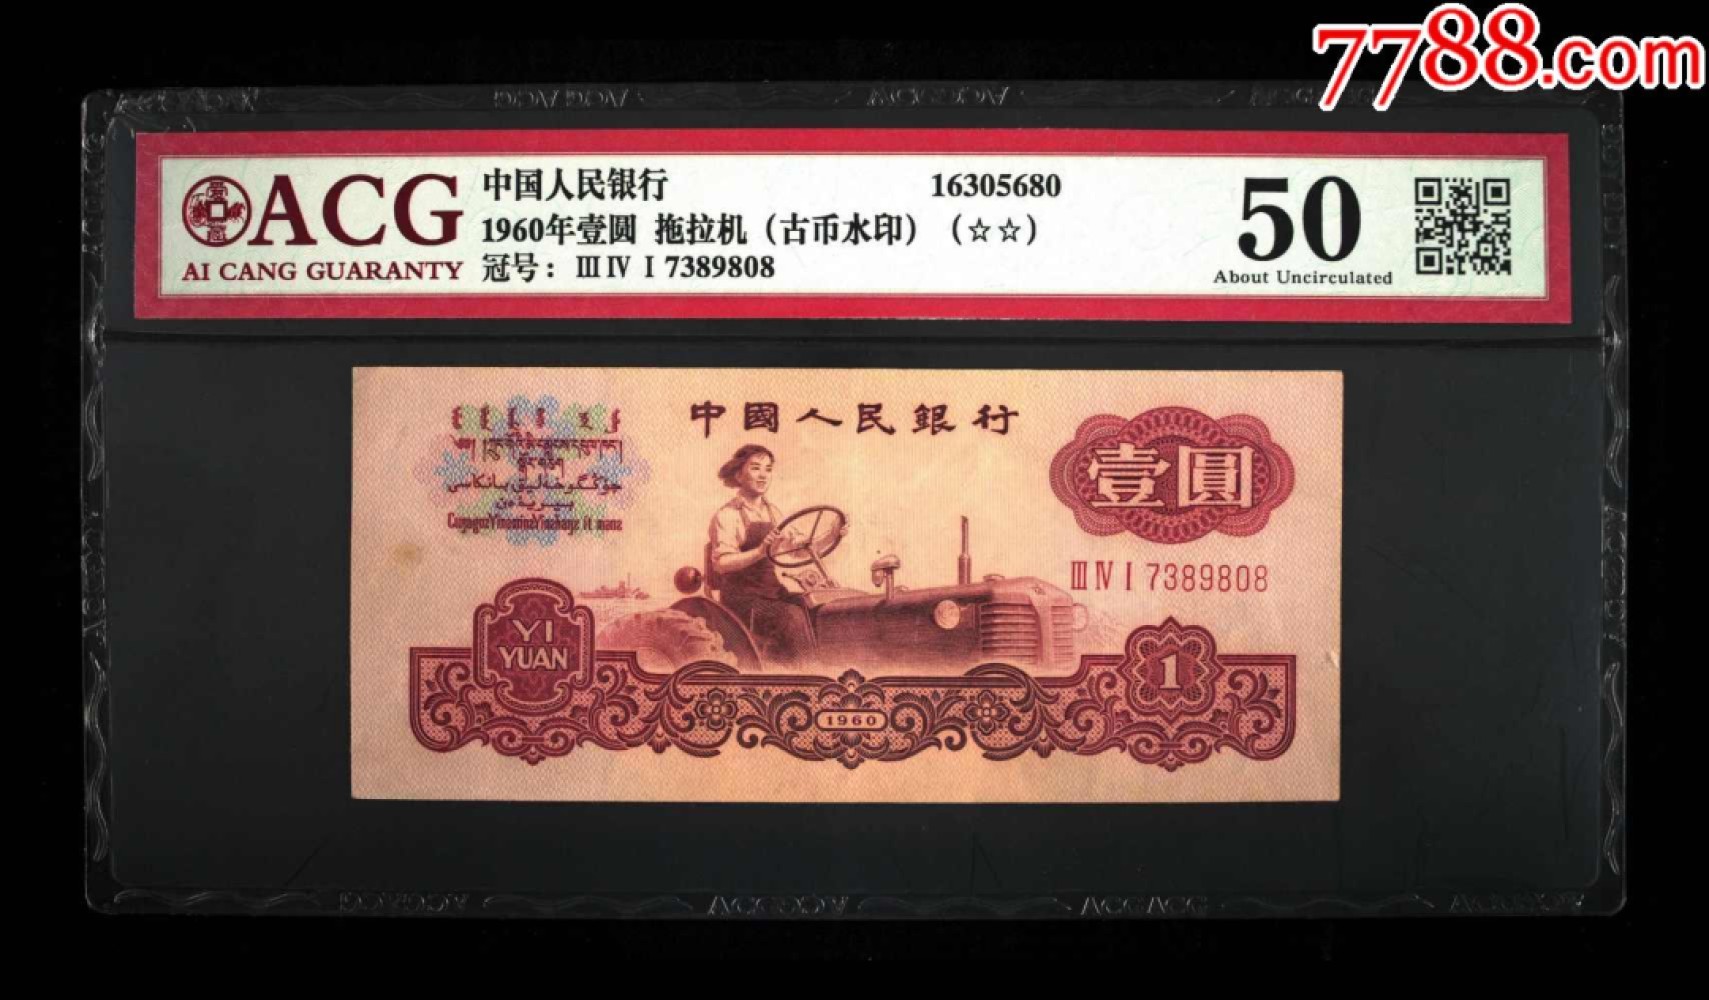 7788.com
ACG
AI CANG GUARANTY
中国人民银行 16305680
1960年壹圆 拖拉机（古币水印）（☆☆）
冠号：ⅢⅣⅠ7389808
50
About Uncirculated
中國人民銀行
壹圓
ⅢⅣⅠ7389808
YI
YUAN
1
1960